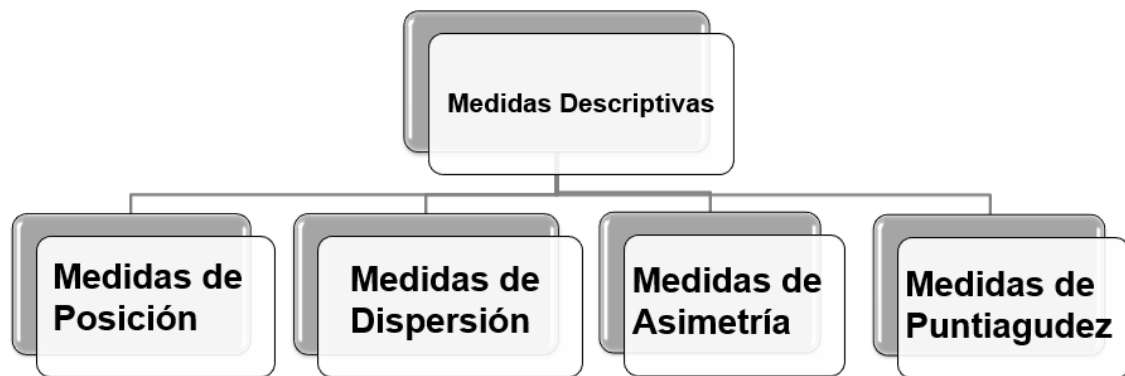 Medidas Descriptivas
Medidas de
Posición
Medidas de
Dispersión
Medidas de
Asimetría
Medidas de
Puntiagudez